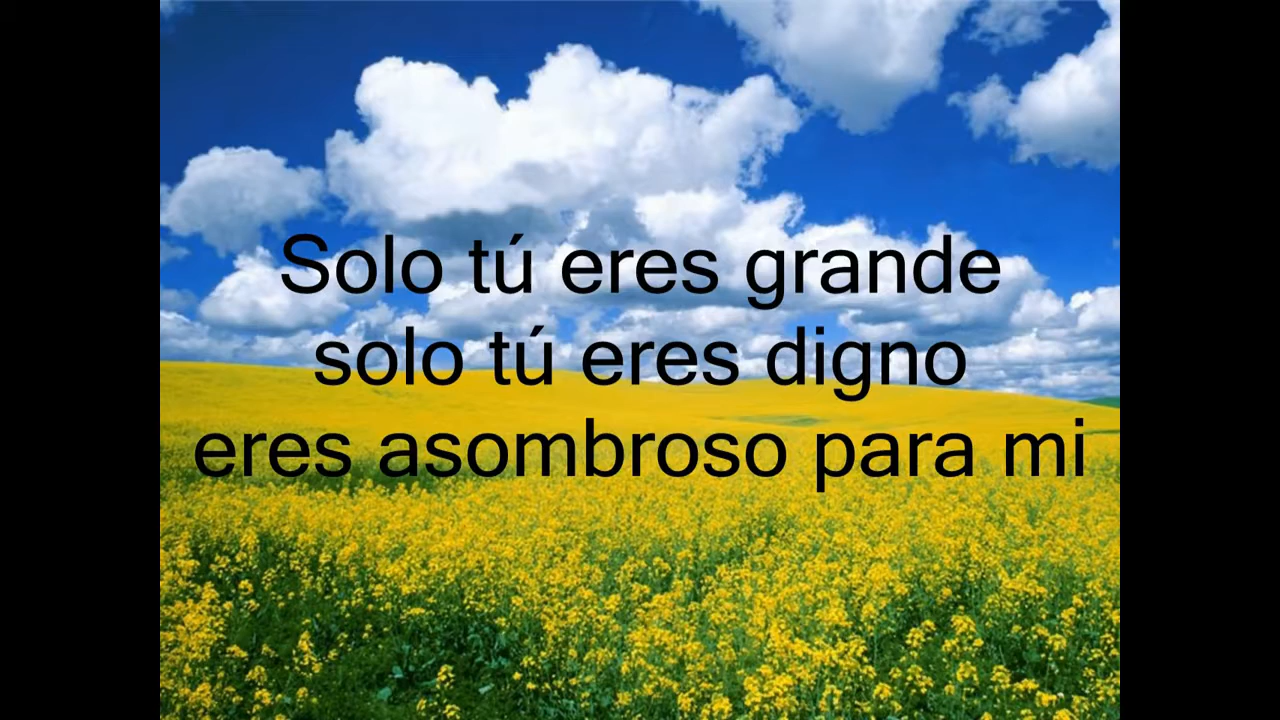 Solo tú eres grande
solo tú eres digno
eres asombroso para mi